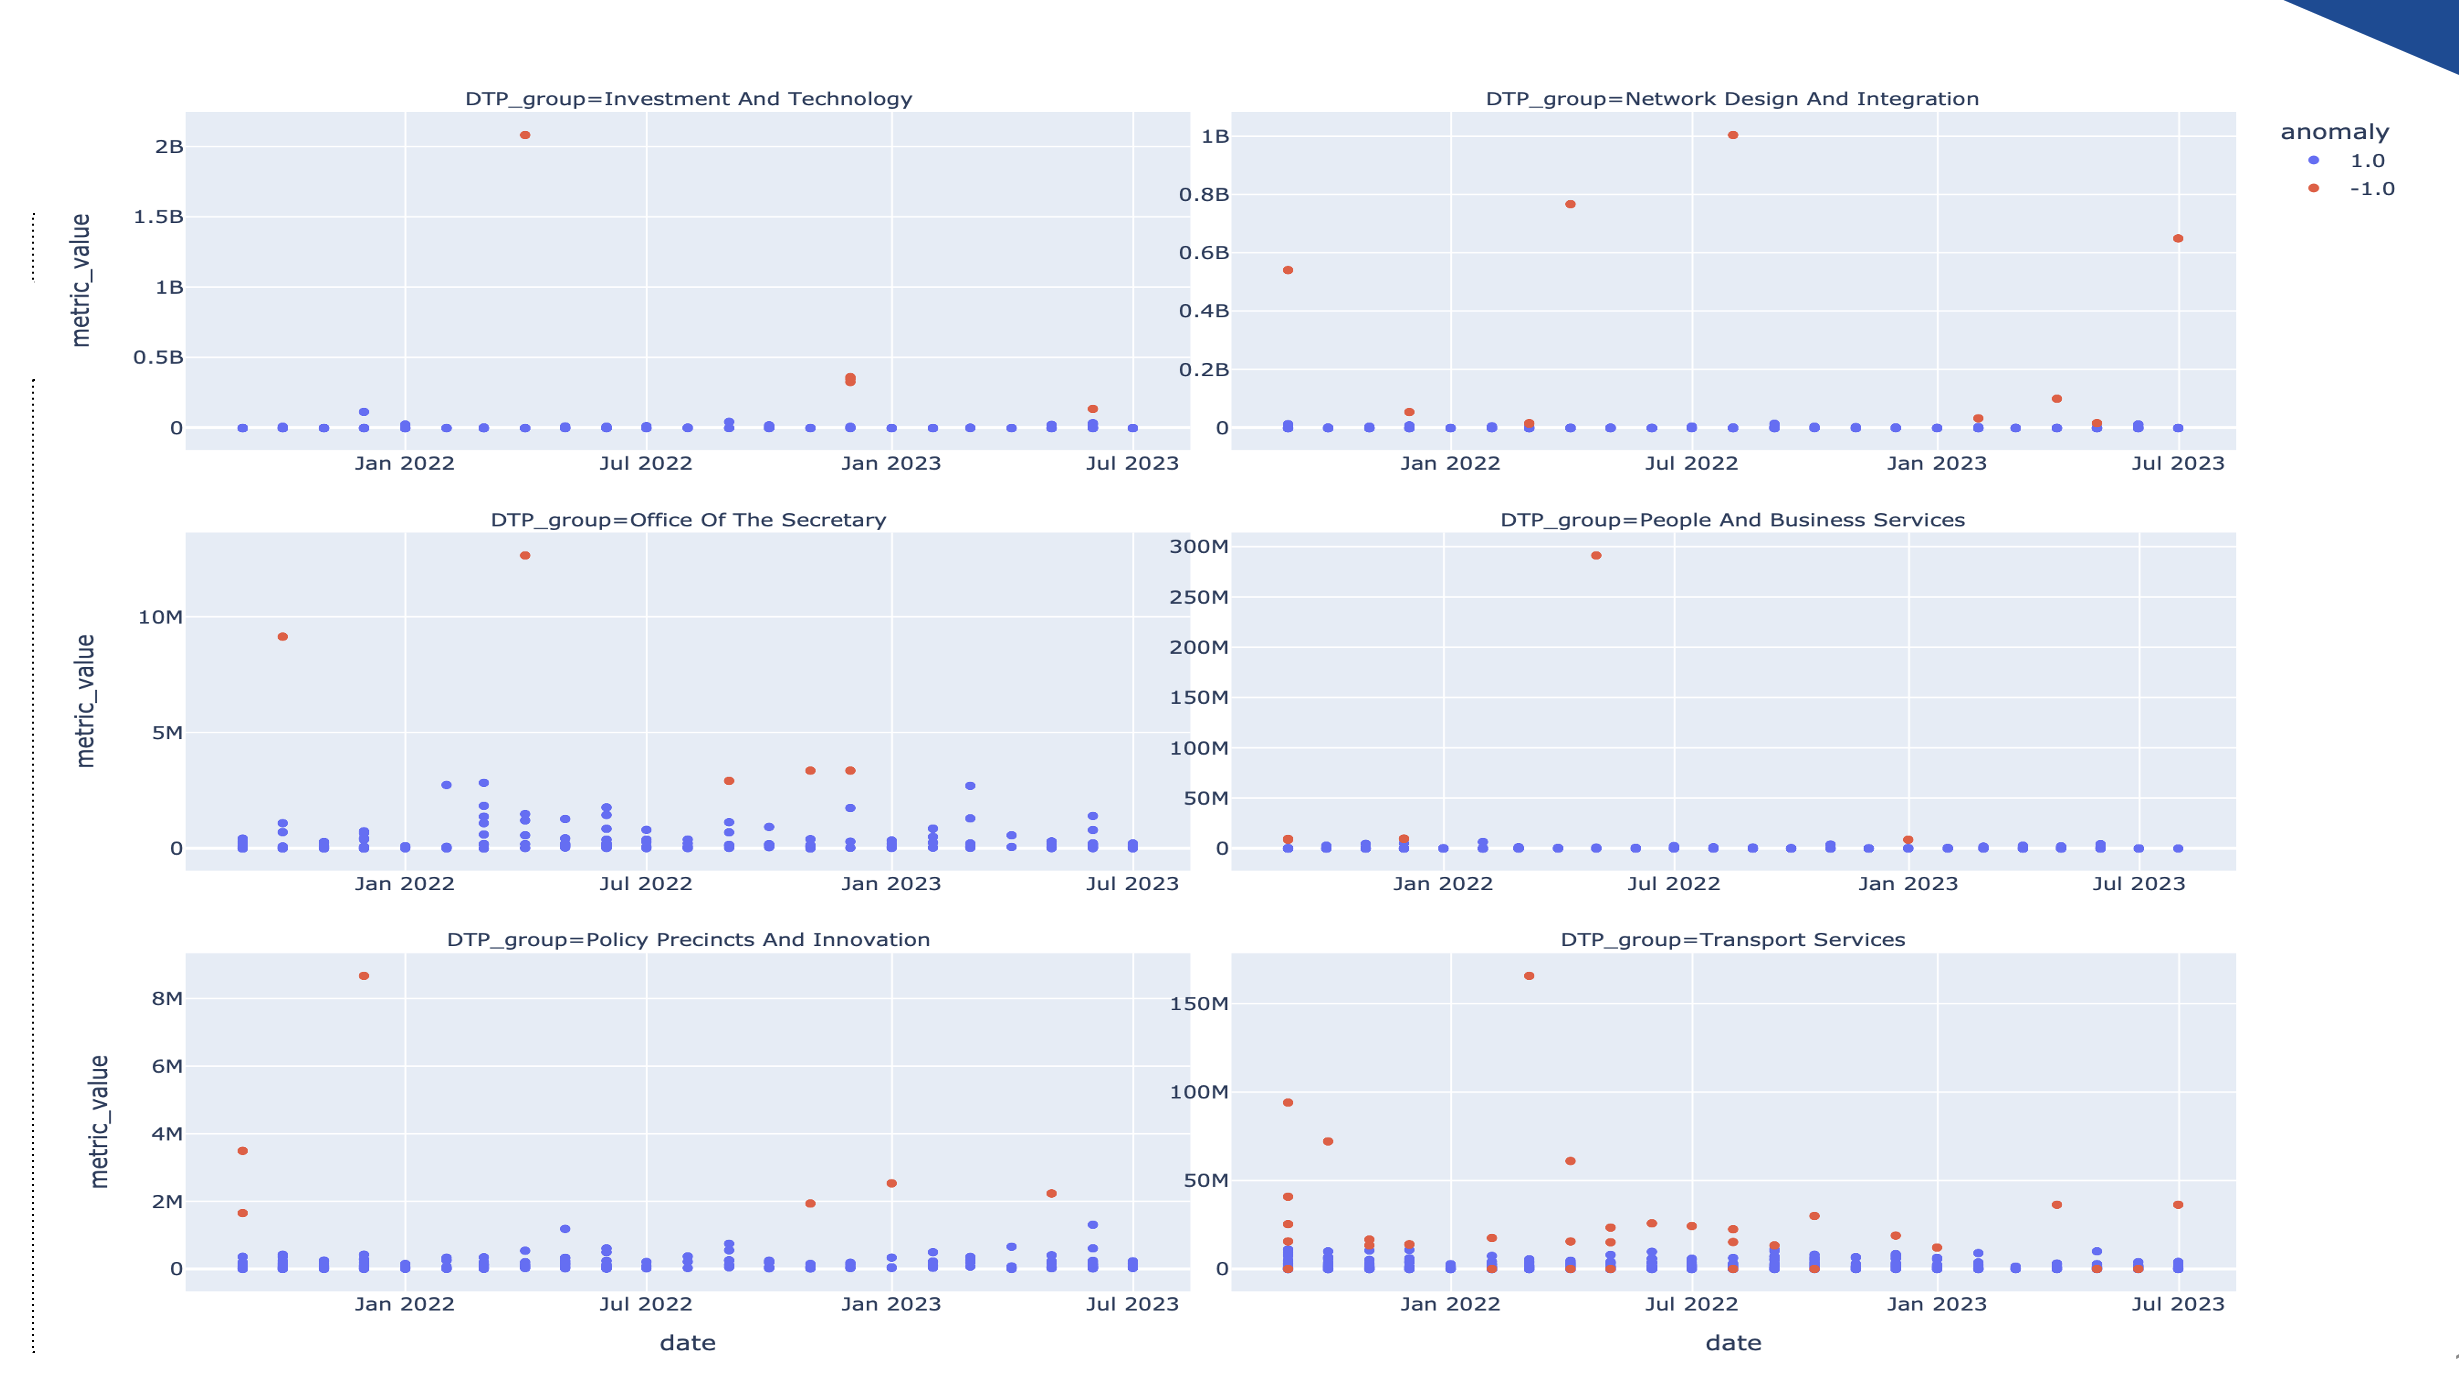 DTP_group=Investment And Technology
2B
1.5B
1B
0.5B
0
metric_value
Jan 2022 Jul 2022 Jan 2023 Jul 2023
DTP_group=Network Design And Integration
1B
0.8B
0.6B
0.4B
0.2B
0
Jan 2022 Jul 2022 Jan 2023 Jul 2023
anomaly
1.0
-1.0
DTP_group=Office Of The Secretary
10M
5M
0
metric_value
Jan 2022 Jul 2022 Jan 2023 Jul 2023
DTP_group=People And Business Services
300M
250M
200M
150M
100M
50M
0
Jan 2022 Jul 2022 Jan 2023 Jul 2023
DTP_group=Policy Precincts And Innovation
8M
6M
4M
2M
0
metric_value
Jan 2022 Jul 2022 Jan 2023 Jul 2023
date
DTP_group=Transport Services
150M
100M
50M
0
Jan 2022 Jul 2022 Jan 2023 Jul 2023
date